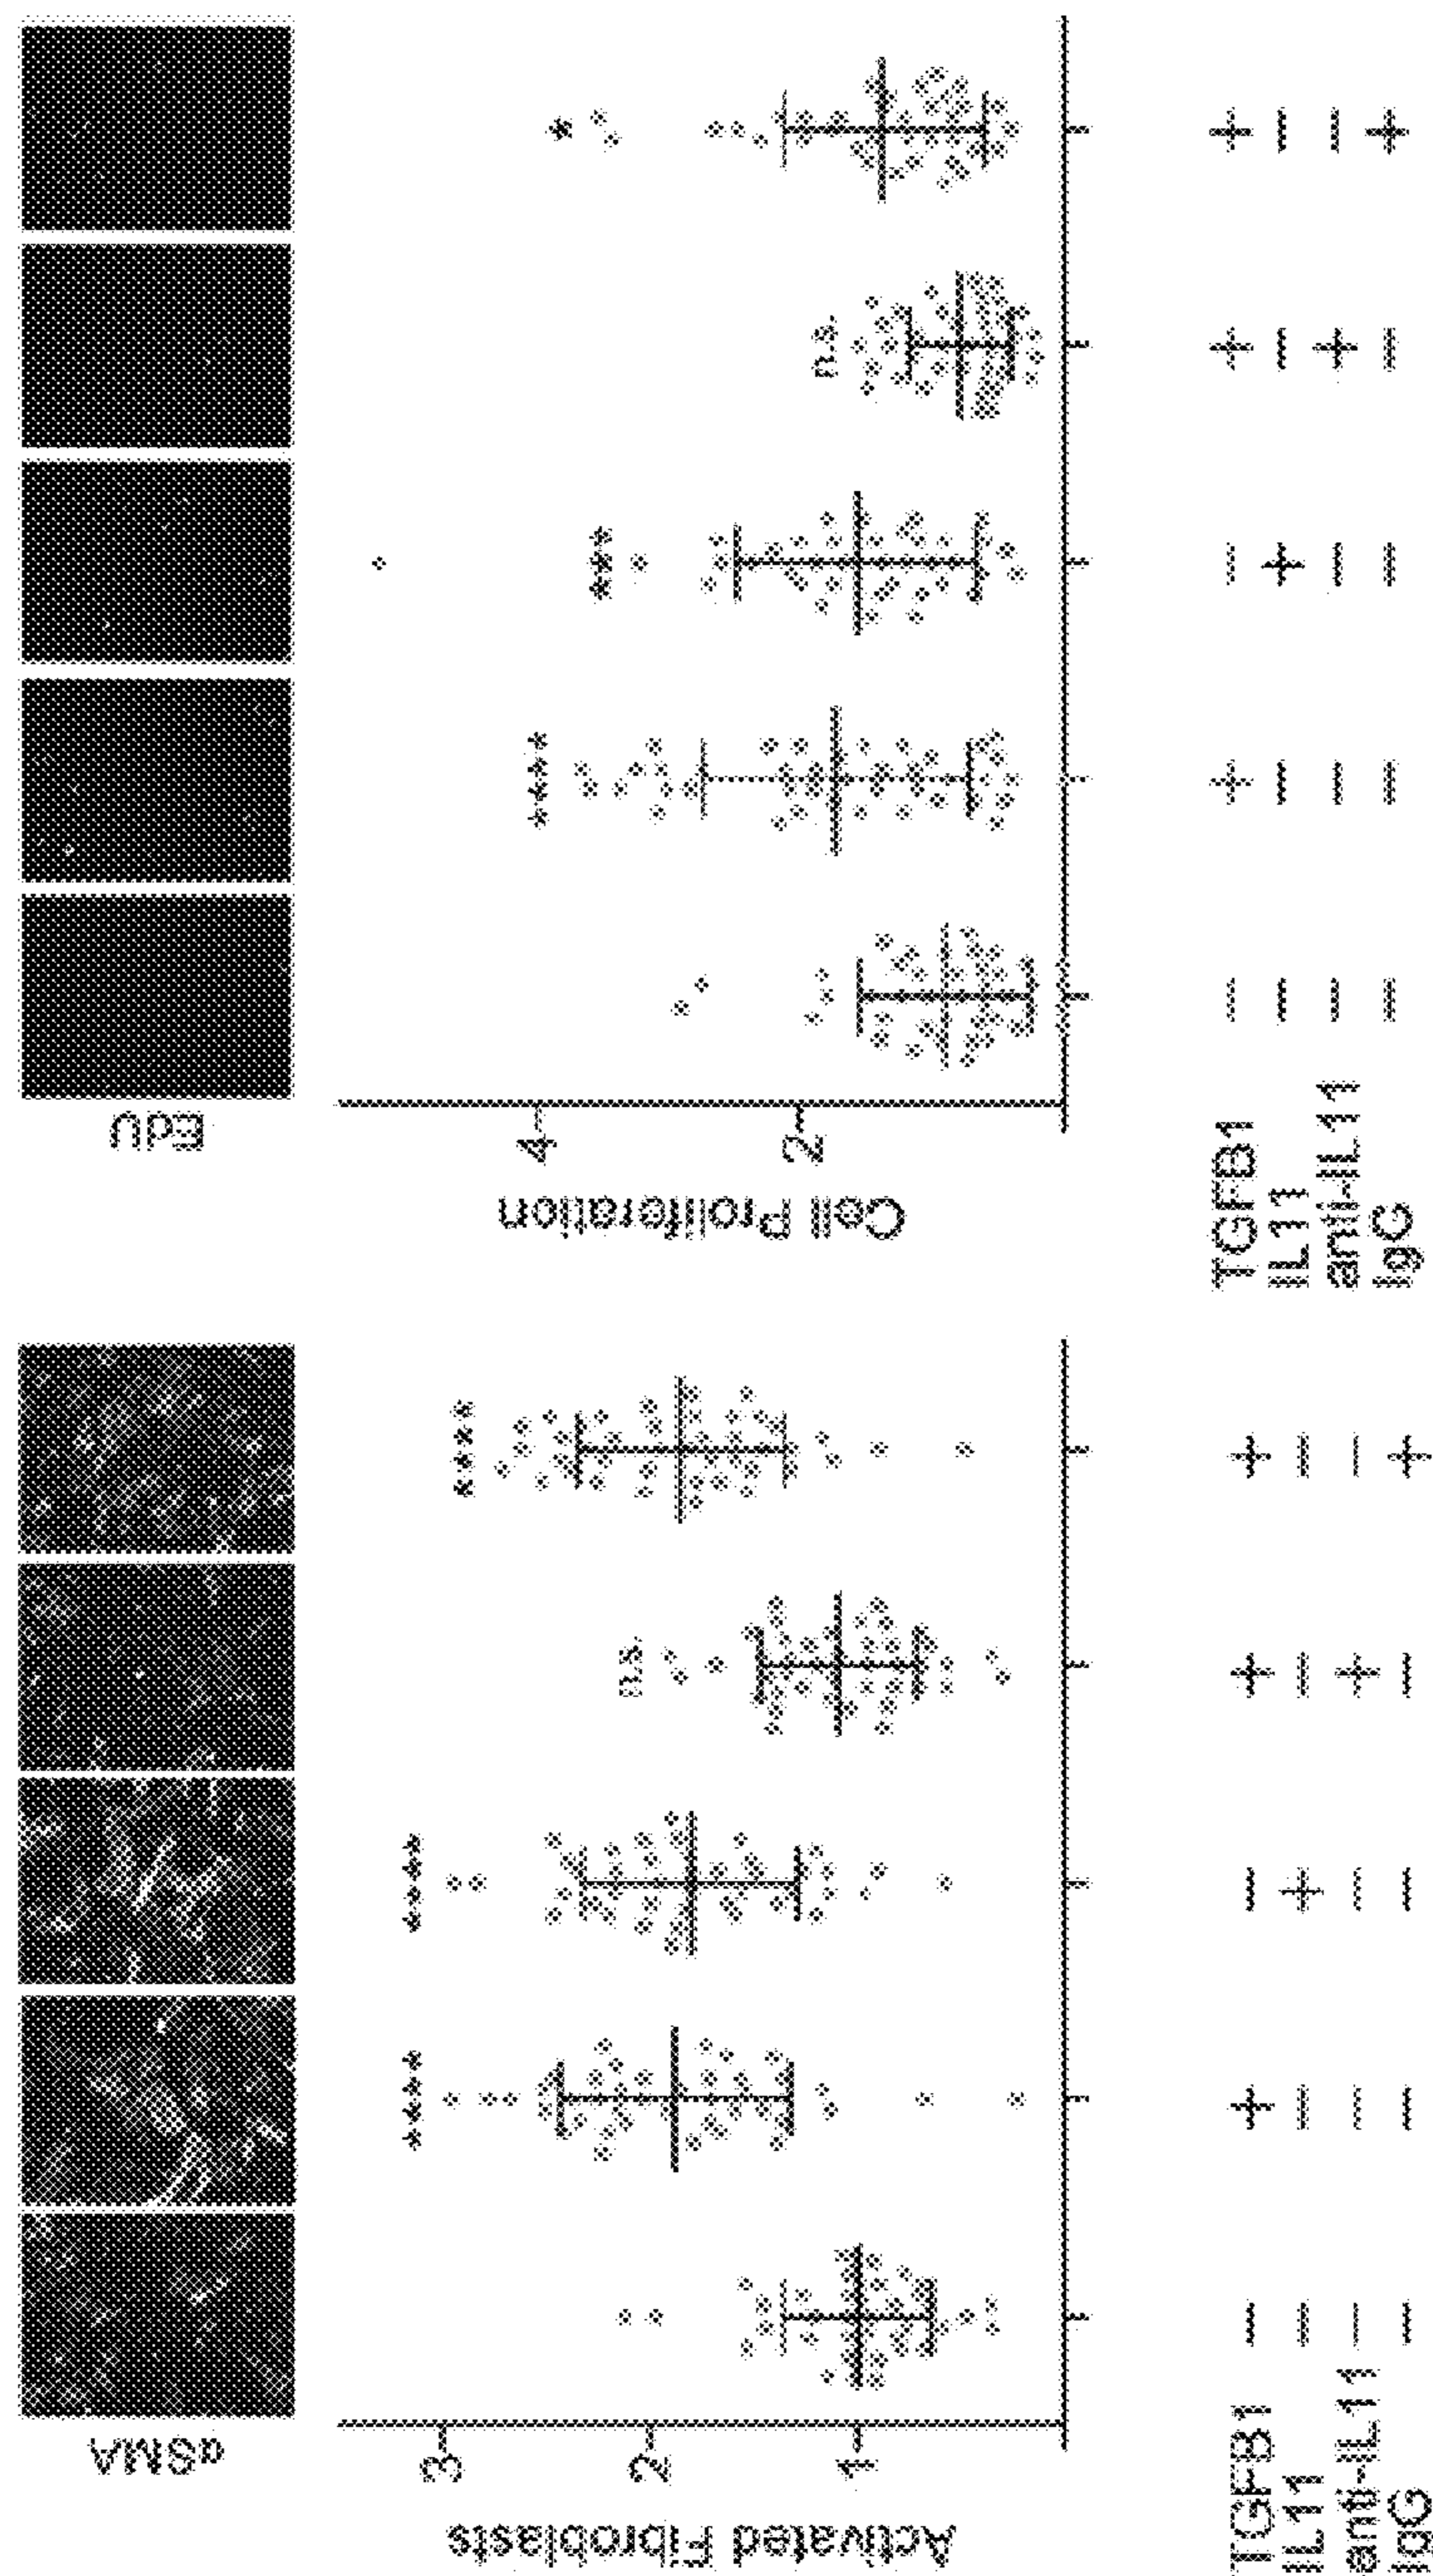 αSMA
Activated Fibroblasts
3
2
1
****
****
n.s.
****
TGFB1 − + − + +
IL11 − − + − −
anti-IL11 − − − + −
IgG − − − − +
EdU
Cell Proliferation
4
2
****
***
n.s.
*
TGFB1 − + − + +
IL11 − − + − −
anti-IL11 − − − + −
IgG − − − − +